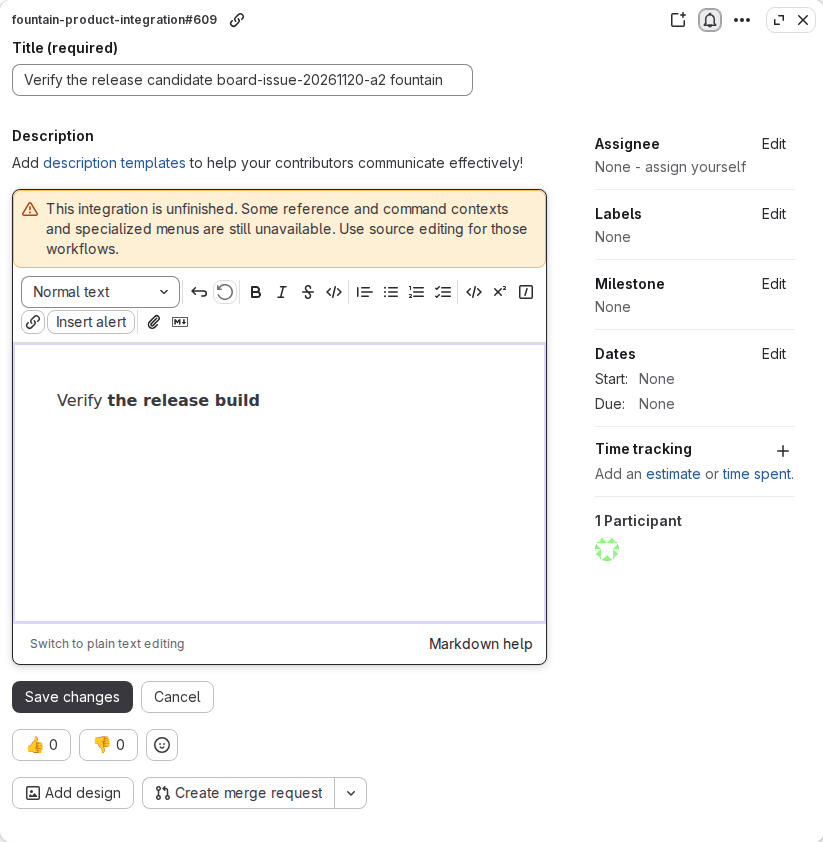 fountain-product-integration#609
Title (required)
Verify the release candidate board-issue-20261120-a2 fountain
Description
Add description templates to help your contributors communicate effectively!
This integration is unfinished. Some reference and command contexts
and specialized menus are still unavailable. Use source editing for those
workflows.
Normal text
Insert alert
Verify the release build
Switch to plain text editing
Markdown help
Save changes
Cancel
👍 0
👎 0
Add design
Create merge request
Assignee
Edit
None - assign yourself
Labels
Edit
None
Milestone
Edit
None
Dates
Edit
Start: None
Due: None
Time tracking
Add an estimate or time spent.
1 Participant